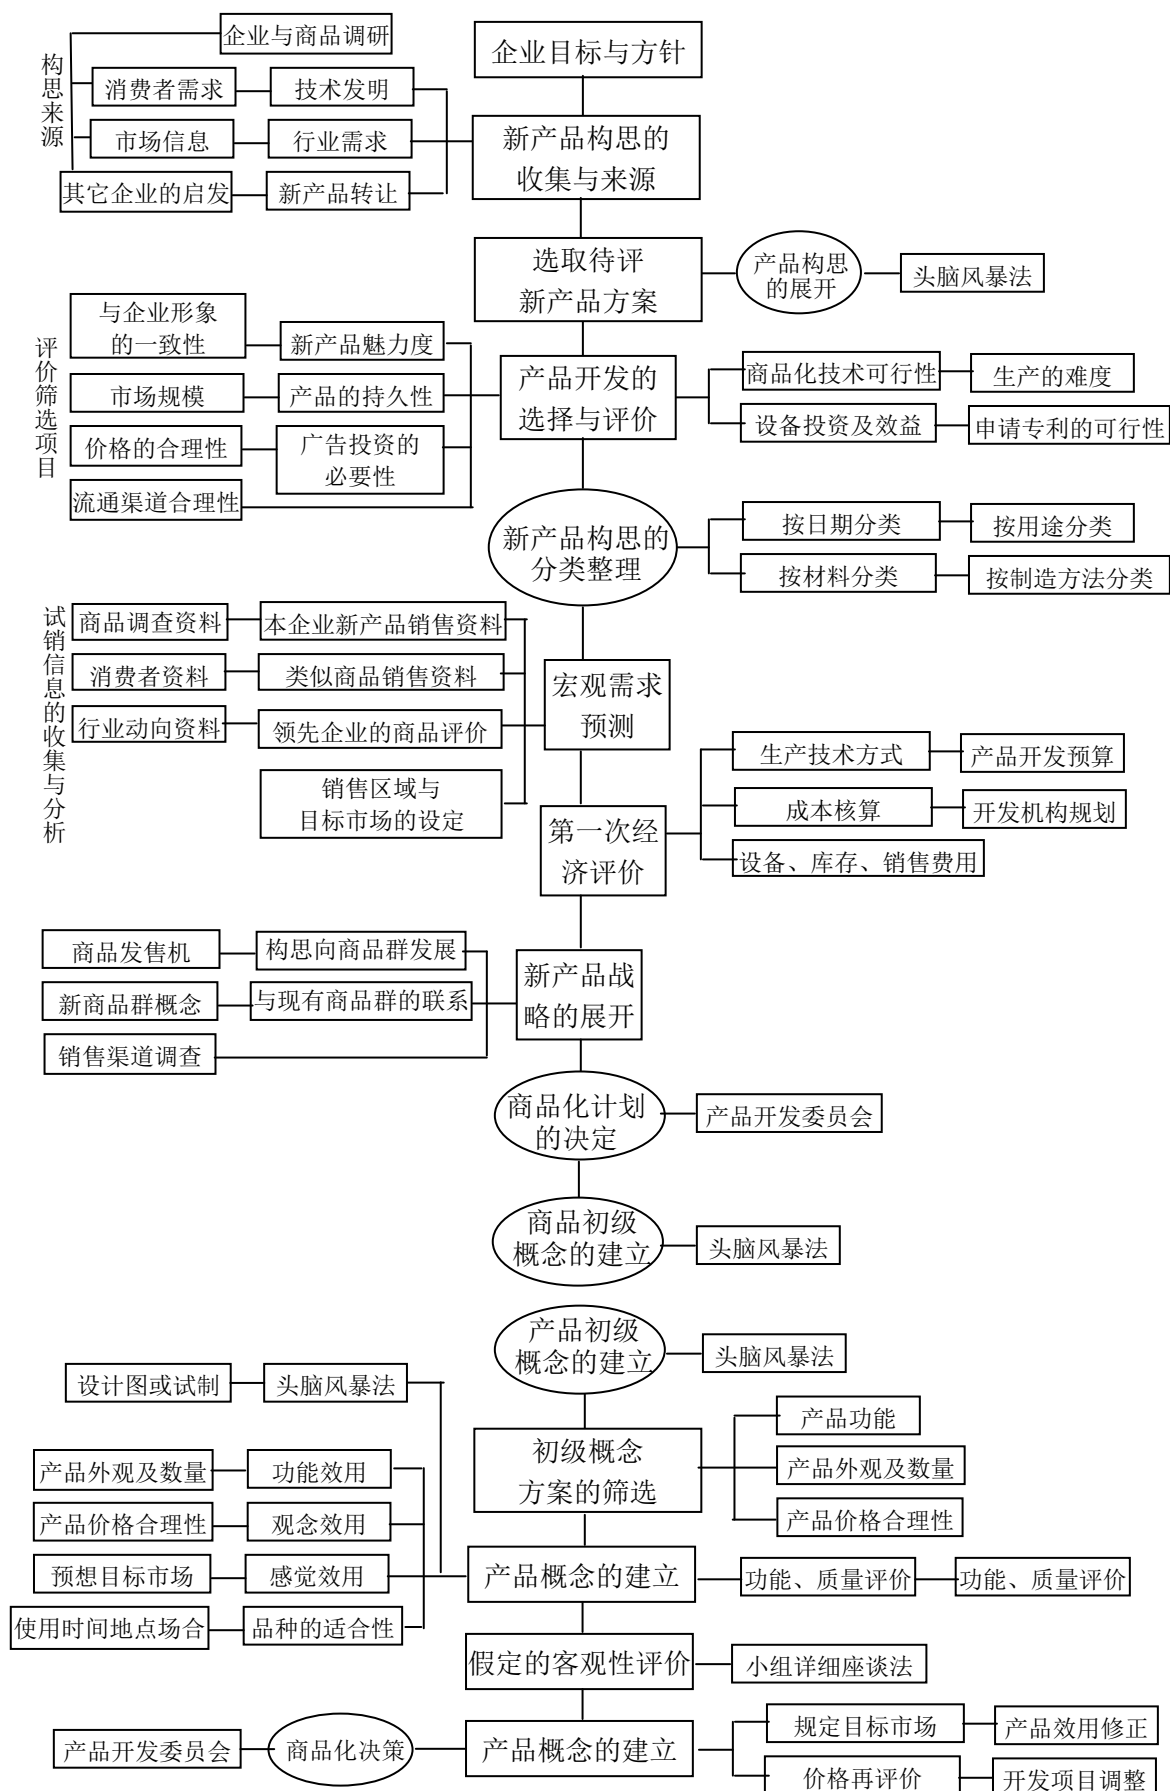 企业与商品调研
企业目标与方针
构思来源
消费者需求
技术发明
市场信息
行业需求
新产品构思的
收集与来源
其它企业的启发
新产品转让
选取待评
新产品方案
产品构思
的展开
头脑风暴法
评价筛选项目
与企业形象
的一致性
新产品魅力度
市场规模
产品的持久性
价格的合理性
广告投资的
必要性
流通渠道合理性
产品开发的
选择与评价
商品化技术可行性
生产的难度
设备投资及效益
申请专利的可行性
新产品构思的
分类整理
按日期分类
按用途分类
按材料分类
按制造方法分类
试销信息的收集与分析
商品调查资料
本企业新产品销售资料
消费者资料
类似商品销售资料
行业动向资料
领先企业的商品评价
销售区域与
目标市场的设定
宏观需求
预测
生产技术方式
产品开发预算
成本核算
开发机构规划
设备、库存、销售费用
第一次经
济评价
商品发售机
构思向商品群发展
新商品群概念
与现有商品群的联系
销售渠道调查
新产品战
略的展开
商品化计划
的决定
产品开发委员会
商品初级
概念的建立
头脑风暴法
产品初级
概念的建立
头脑风暴法
设计图或试制
头脑风暴法
初级概念
方案的筛选
产品功能
产品外观及数量
产品价格合理性
产品外观及数量
功能效用
产品价格合理性
观念效用
预想目标市场
感觉效用
使用时间地点场合
品种的适合性
产品概念的建立
功能、质量评价
功能、质量评价
假定的客观性评价
小组详细座谈法
产品开发委员会
商品化决策
产品概念的建立
规定目标市场
产品效用修正
价格再评价
开发项目调整